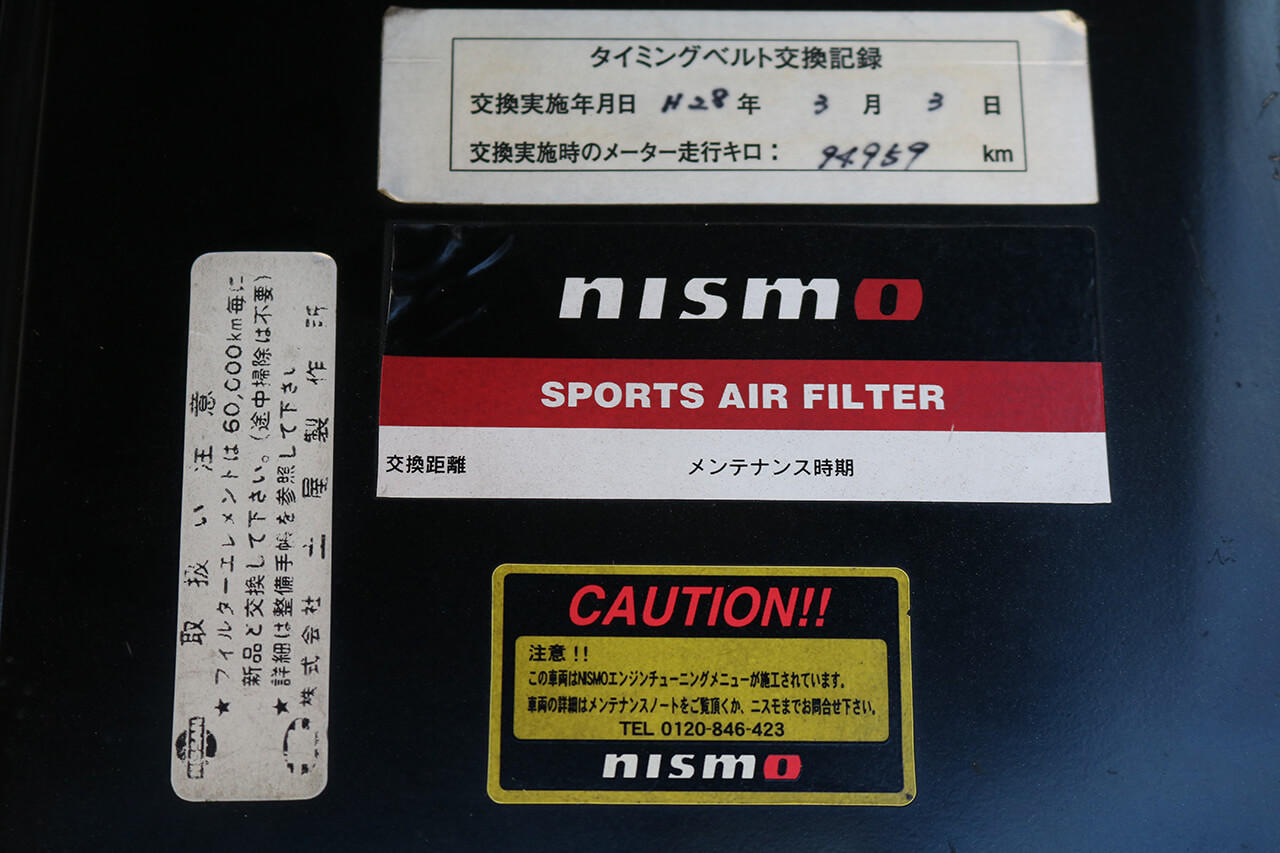 タイミングベルト交換記録
交換実施年月日 H28年 3月 3日
交換実施時のメーター走行キロ： 94959 km
nismo
SPORTS AIR FILTER
交換距離 メンテナンス時期
取扱い注意
★フィルターエレメントは60,000km毎に
新品と交換して下さい。(途中掃除は不要)
★詳細は整備手帳を参照して下さい
株式会社 土屋製作所
CAUTION!!
注意!!
この車両はNISMOエンジンチューニングメニューが施工されています。
車両の詳細はメンテナンスノートをご覧頂くか、ニスモまでお問合せ下さい。
TEL 0120-846-423
nismo